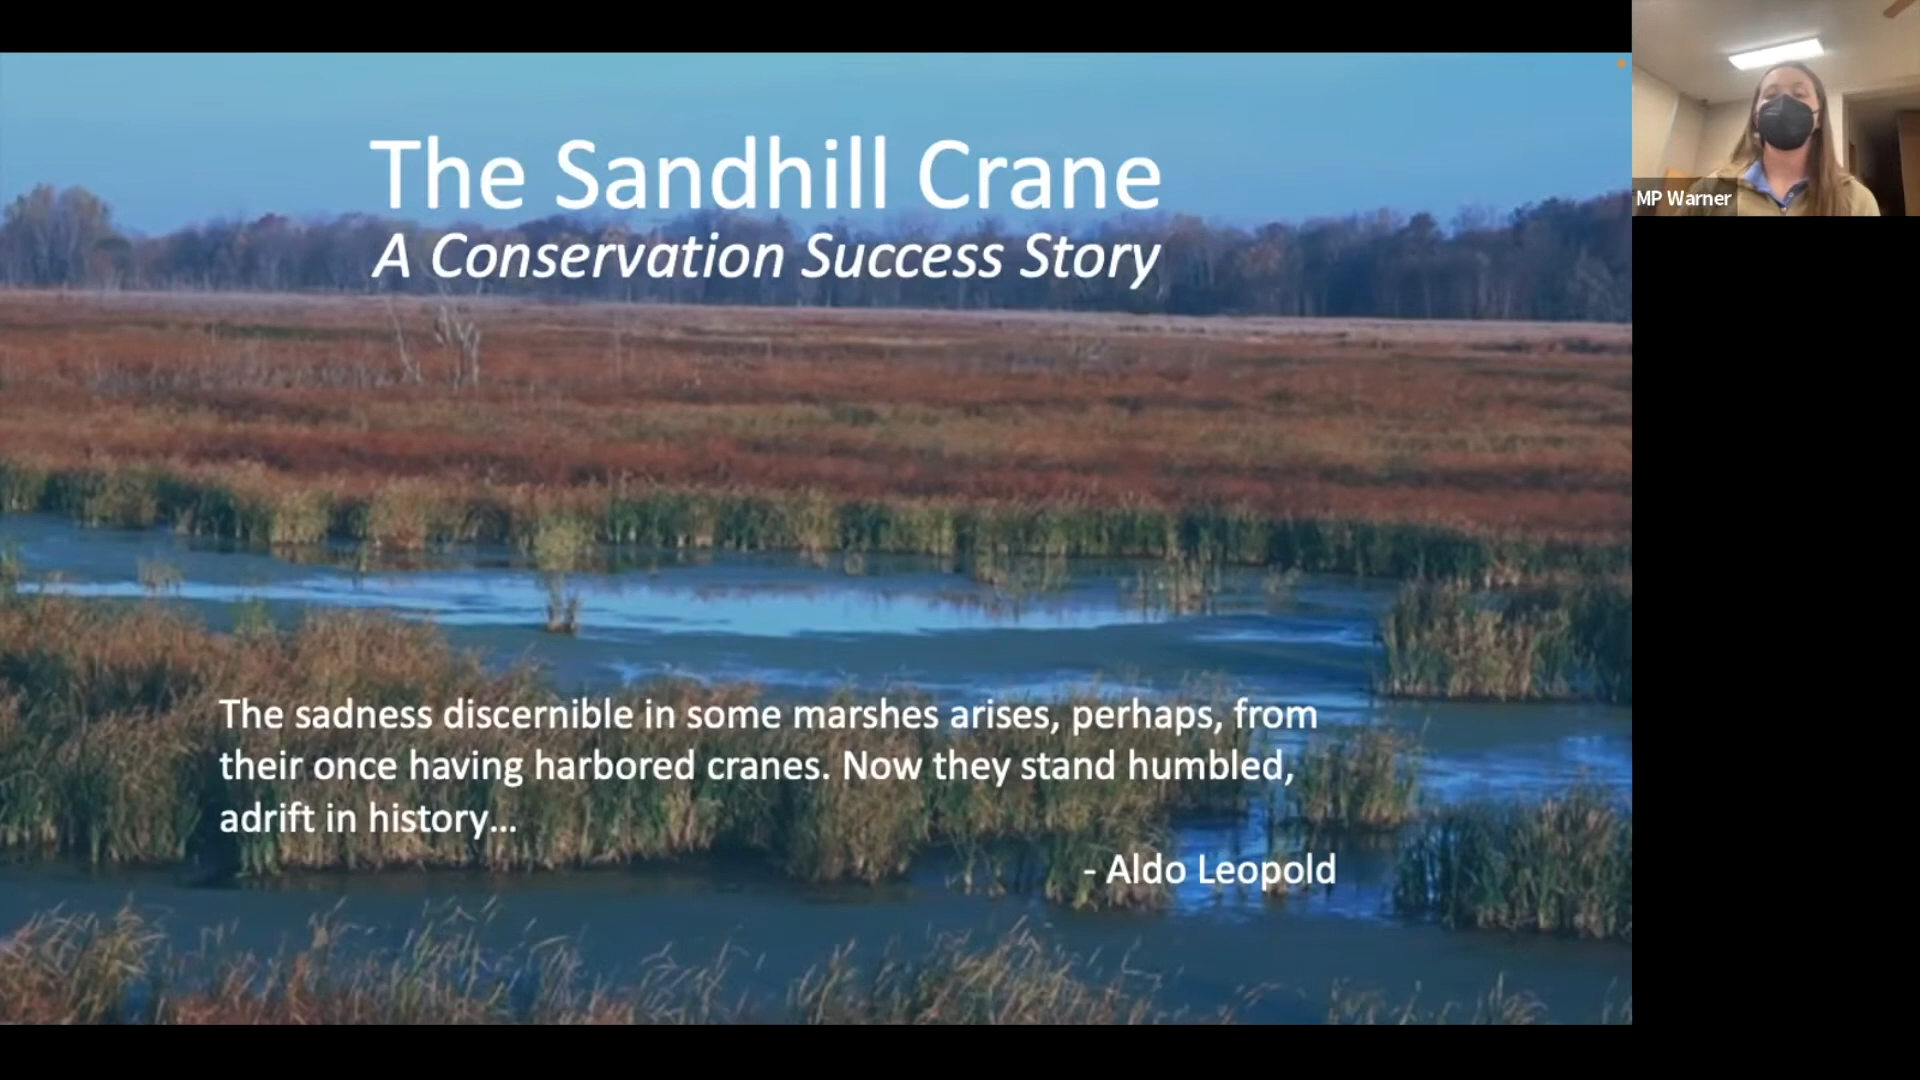 The Sandhill Crane
A Conservation Success Story
The sadness discernible in some marshes arises, perhaps, from
their once having harbored cranes. Now they stand humbled,
adrift in history...
- Aldo Leopold
MP Warner